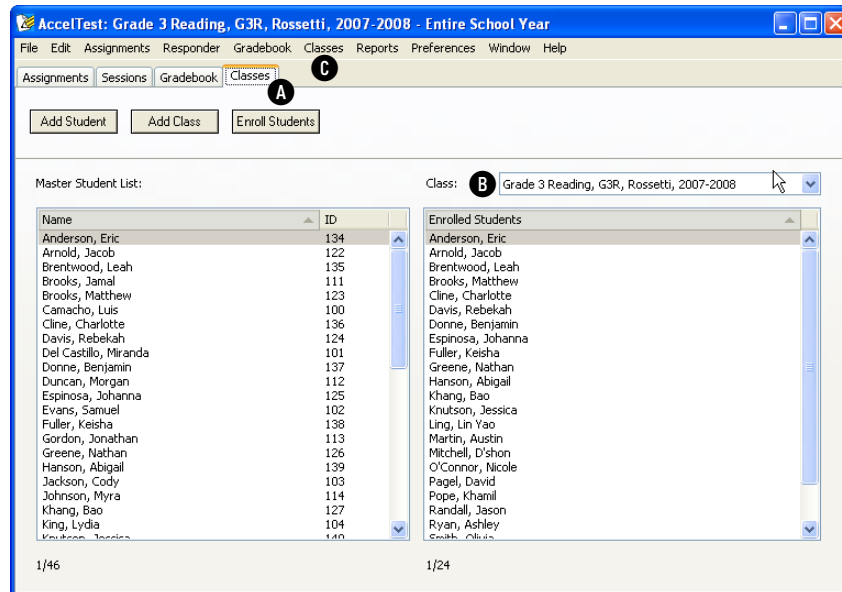 AccelTest: Grade 3 Reading, G3R, Rossetti, 2007-2008 - Entire School Year
File Edit Assignments Responder Gradebook Classes Reports Preferences Window Help
C
Assignments Sessions Gradebook Classes
A
Add Student Add Class Enroll Students
Master Student List: Class: B Grade 3 Reading, G3R, Rossetti, 2007-2008
Name ID Enrolled Students
Anderson, Eric 134 Anderson, Eric
Arnold, Jacob 122 Arnold, Jacob
Brentwood, Leah 135 Brentwood, Leah
Brooks, Jamal 111 Brooks, Matthew
Brooks, Matthew 123 Cline, Charlotte
Camacho, Luis 100 Davis, Rebekah
Cline, Charlotte 136 Donne, Benjamin
Davis, Rebekah 124 Espinosa, Johanna
Del Castillo, Miranda 101 Fuller, Keisha
Donne, Benjamin 137 Greene, Nathan
Duncan, Morgan 112 Hanson, Abigail
Espinosa, Johanna 125 Khang, Bao
Evans, Samuel 102 Knutson, Jessica
Fuller, Keisha 138 Ling, Lin Yao
Gordon, Jonathan 113 Martin, Austin
Greene, Nathan 126 Mitchell, D'shon
Hanson, Abigail 139 O'Connor, Nicole
Jackson, Cody 103 Pagel, David
Johnson, Myra 114 Pope, Khamil
Khang, Bao 127 Randall, Jason
King, Lydia 104 Ryan, Ashley
Knutson, Jessica 140 Smith, Olivia
1/46 1/24